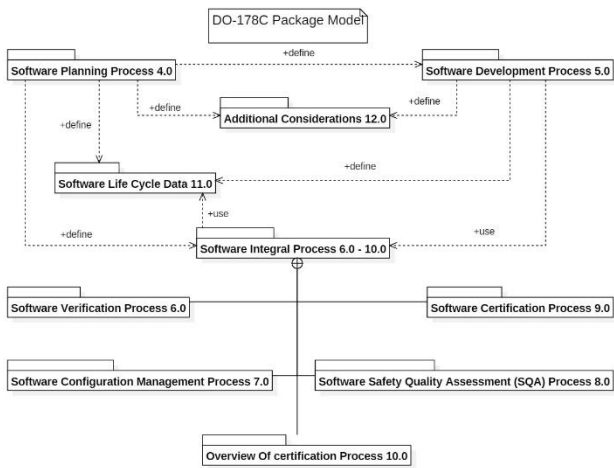 DO-178C Package Model
+define
Software Planning Process 4.0
Software Development Process 5.0
+define
+define
Additional Considerations 12.0
+define
+define
Software Life Cycle Data 11.0
+use
+define
+use
Software Integral Process 6.0 - 10.0
Software Verification Process 6.0
Software Certification Process 9.0
Software Configuration Management Process 7.0
Software Safety Quality Assessment (SQA) Process 8.0
Overview Of certification Process 10.0